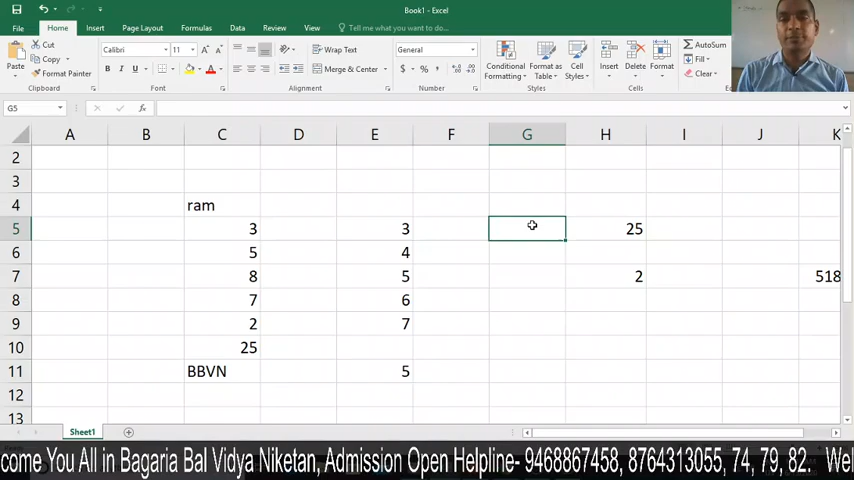 Book1 - Excel
File Home Insert Page Layout Formulas Data Review View Tell me what you want to do...
Paste
Cut
Copy
Format Painter
Calibri 11
B I U
Wrap Text
Merge & Center
General
$ % ,
Conditional Formatting
Format as Table
Cell Styles
Insert Delete Format
AutoSum
Fill
Clear
Clipboard Font Alignment Number Styles Cells
G5 fx
A B C D E F G H I J K
2
3
4 ram
5 3 3 25
6 5 4
7 8 5 2 518
8 7 6
9 2 7
10 25
11 BBVN 5
12
13
Sheet1
come You All in Bagaria Bal Vidya Niketan, Admission Open Helpline- 9468867458, 8764313055, 74, 79, 82. Wel